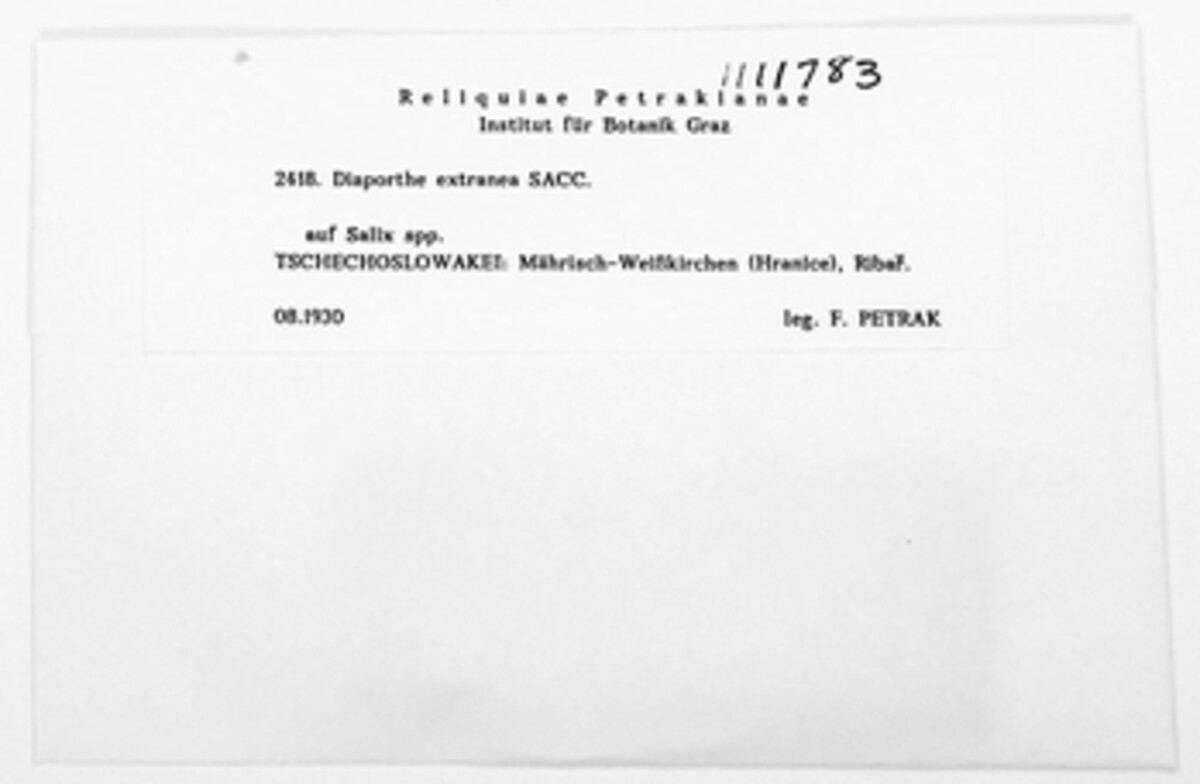 1111783
Reliquiae Petrakianae
Institut für Botanik Graz
2418. Diaporthe extranea SACC.
auf Salix spp.
TSCHECHOSLOWAKEI: Mährisch-Weißkirchen (Hranice), Ribař.
08.1930 leg. F. PETRAK